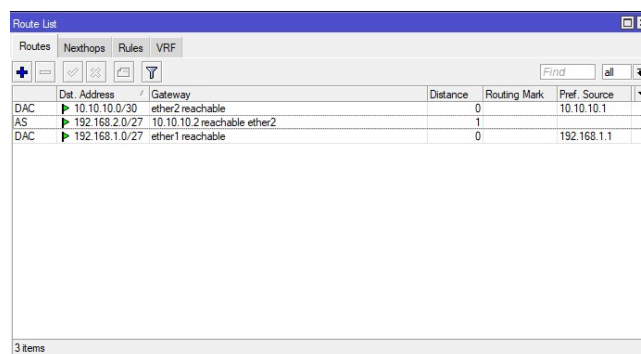 Route List
Routes Nexthops Rules VRF
Find all
Dst. Address Gateway Distance Routing Mark Pref. Source
DAC 10.10.10.0/30 ether2 reachable 0 10.10.10.1
AS 192.168.2.0/27 10.10.10.2 reachable ether2 1
DAC 192.168.1.0/27 ether1 reachable 0 192.168.1.1
3 items